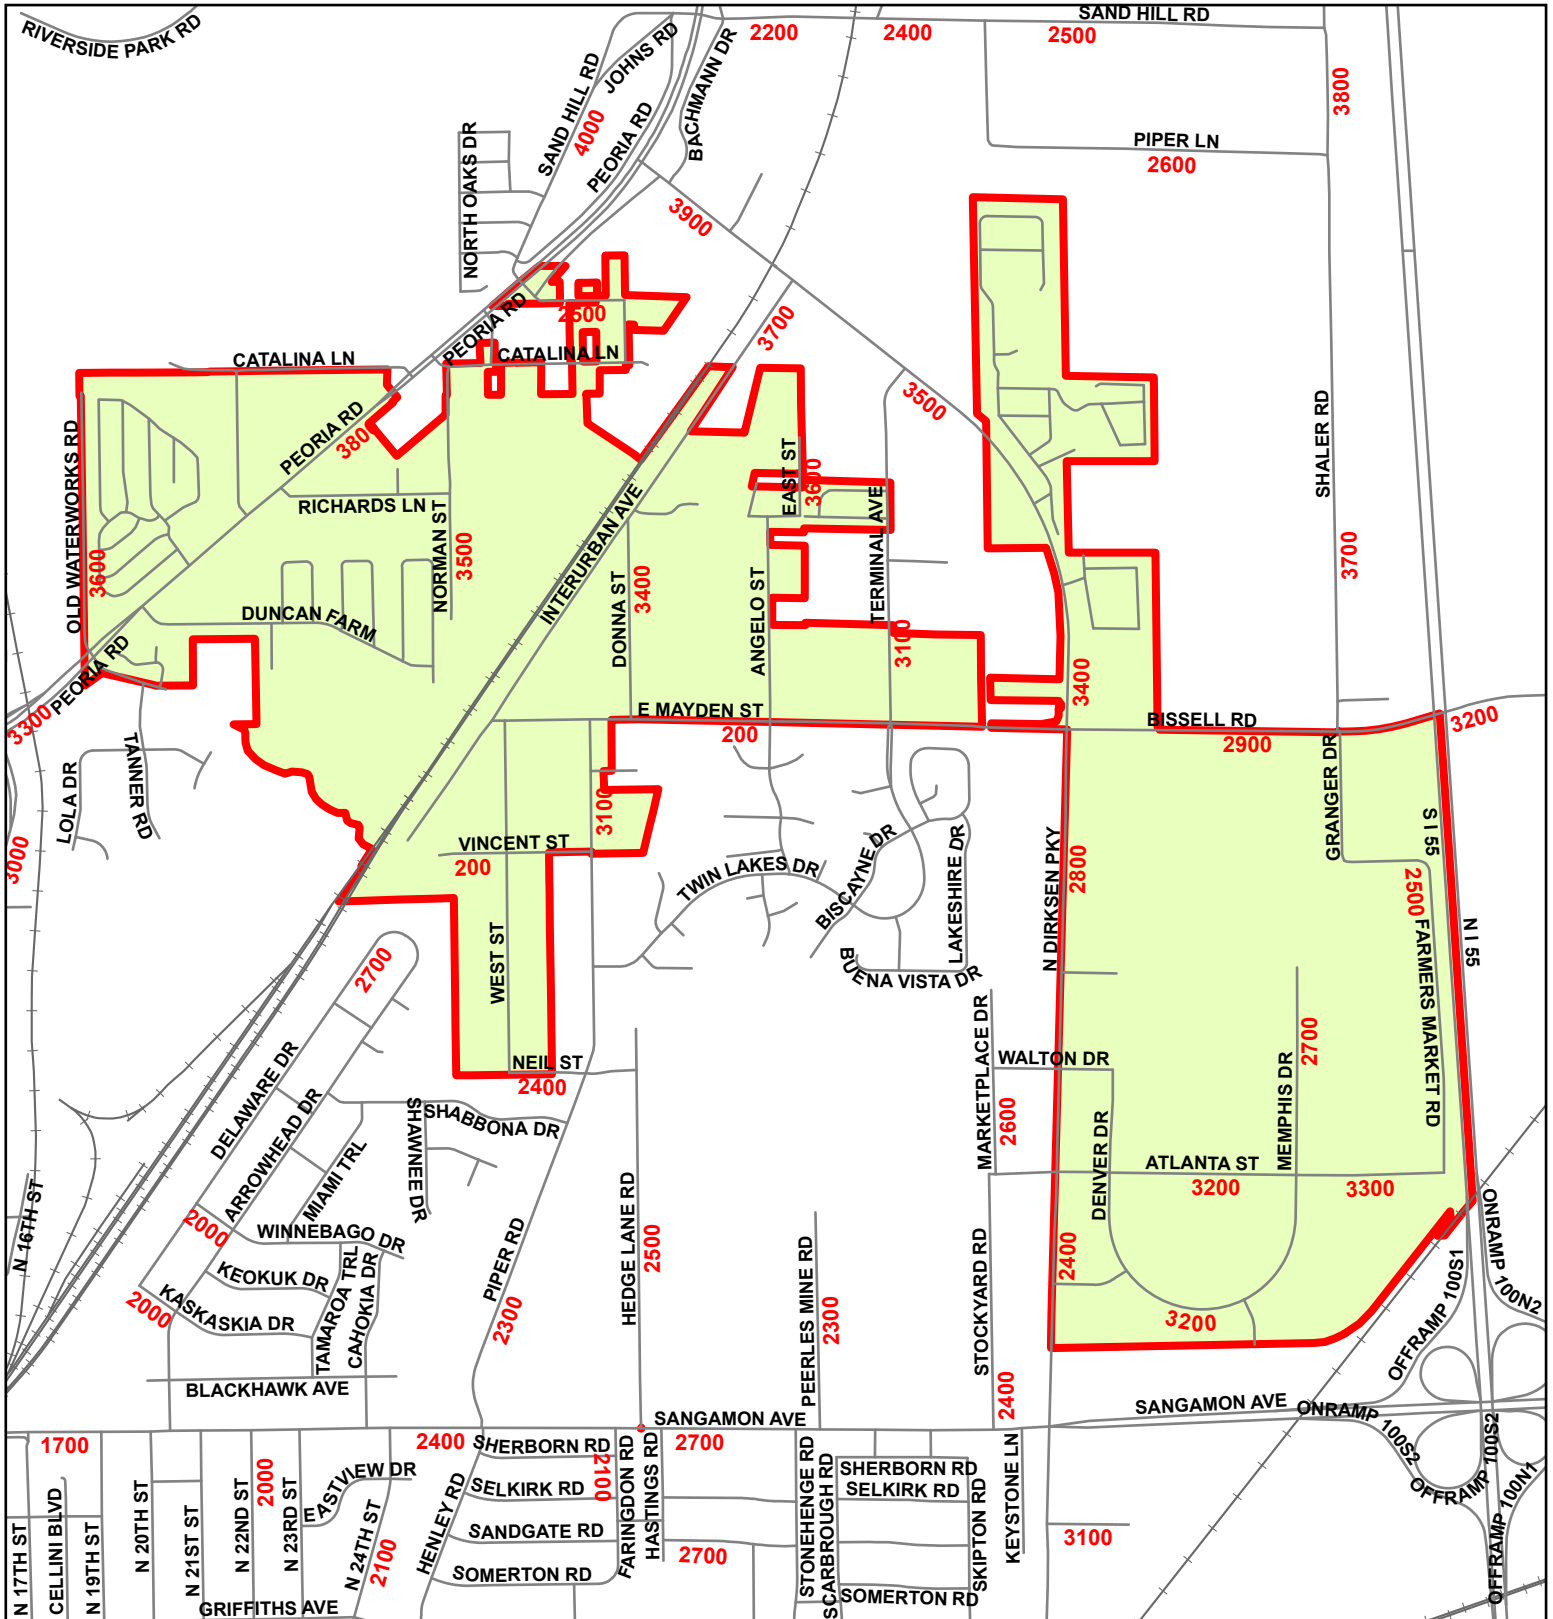 RIVERSIDE PARK RD
SAND HILL RD
2200
2400
2500
JOHNS RD
BACHMANN DR
SAND HILL RD
4000
PEORIA RD
3800
NORTH OAKS DR
PIPER LN
2600
3900
2500
PEORIA RD
3700
CATALINA LN
CATALINA LN
3500
OLD WATERWORKS RD
3600
PEORIA RD
380
RICHARDS LN
NORMAN ST
3500
INTERURBAN AVE
EAST ST
3600
TERMINAL AVE
SHALER RD
3700
DUNCAN FARM
DONNA ST
3400
ANGELO ST
3100
3400
PEORIA RD
3300
E MAYDEN ST
200
BISSELL RD
2900
3200
LOLA DR
TANNER RD
3000
3100
VINCENT ST
200
TWIN LAKES DR
BISCAYNE DR
LAKESHIRE DR
BUENA VISTA DR
N DIRKSEN PKY
2800
GRANGER DR
S I 55
2500
FARMERS MARKET RD
N I 55
WEST ST
2700
NEIL ST
2400
MARKETPLACE DR
2600
WALTON DR
2700
MEMPHIS DR
DENVER DR
ATLANTA ST
3200
3300
DELAWARE DR
ARROWHEAD DR
MIAMI TRL
SHAWNEE DR
SHABBONA DR
N 16TH ST
2000
WINNEBAGO DR
KEOKUK DR
2000
KASKASKIA DR
TAMAROA TRL
CAHOKIA DR
BLACKHAWK AVE
PIPER RD
2300
HEDGE LANE RD
2500
PEERLES MINE RD
2300
STOCKYARD RD
2400
2400
3200
OFFRAMP 100S1
ONRAMP 100N2
SANGAMON AVE
SANGAMON AVE
ONRAMP 100S2
OFFRAMP 100S2
OFFRAMP 100N1
1700
2400
2700
SHERBORN RD
SELKIRK RD
SANDGATE RD
SOMERTON RD
2100
FARINGDON RD
HASTINGS RD
2700
STONEHENGE RD
SCARBROUGH RD
SHERBORN RD
SELKIRK RD
SOMERTON RD
SKIPTON RD
KEYSTONE LN
3100
N 17TH ST
CELLINI BLVD
N 19TH ST
N 20TH ST
N 21ST ST
N 22ND ST
2000
N 23RD ST
EASTVIEW DR
N 24TH ST
2100
HENLEY RD
GRIFFITHS AVE